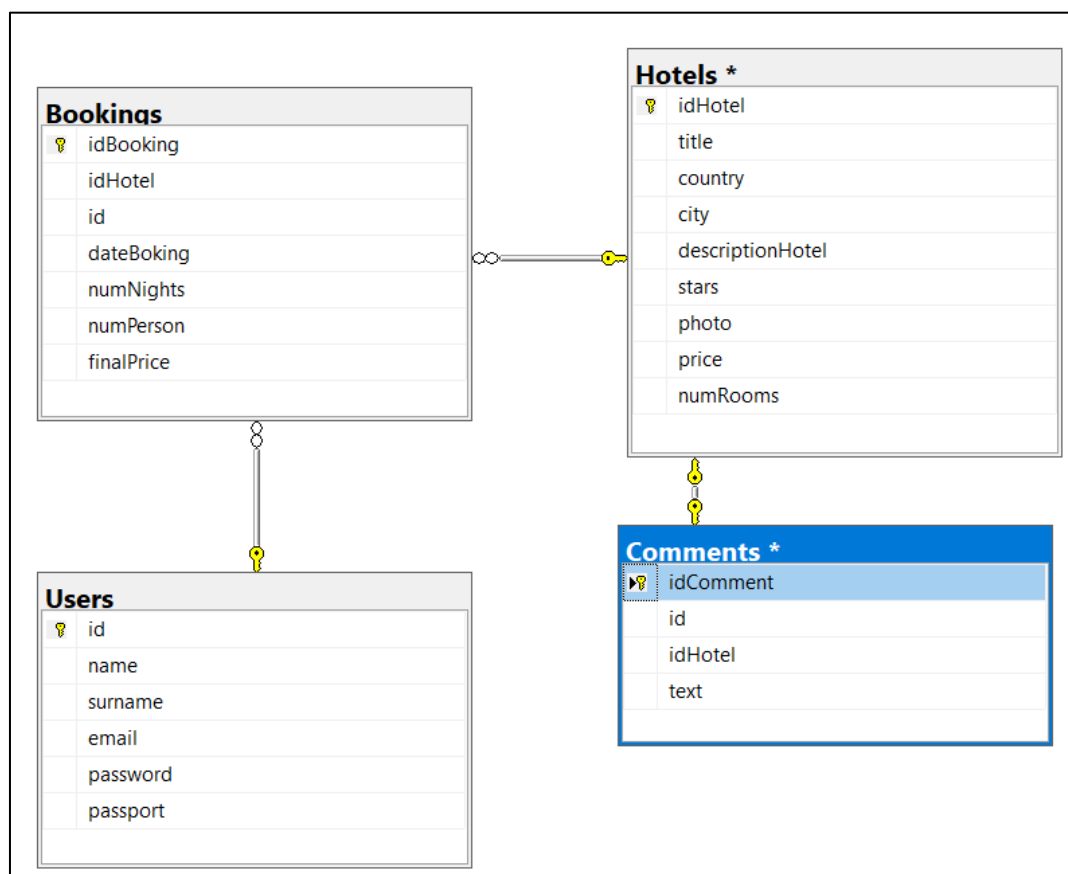 Bookings
idBooking
idHotel
id
dateBoking
numNights
numPerson
finalPrice
Hotels *
idHotel
title
country
city
descriptionHotel
stars
photo
price
numRooms
Users
id
name
surname
email
password
passport
Comments *
idComment
id
idHotel
text